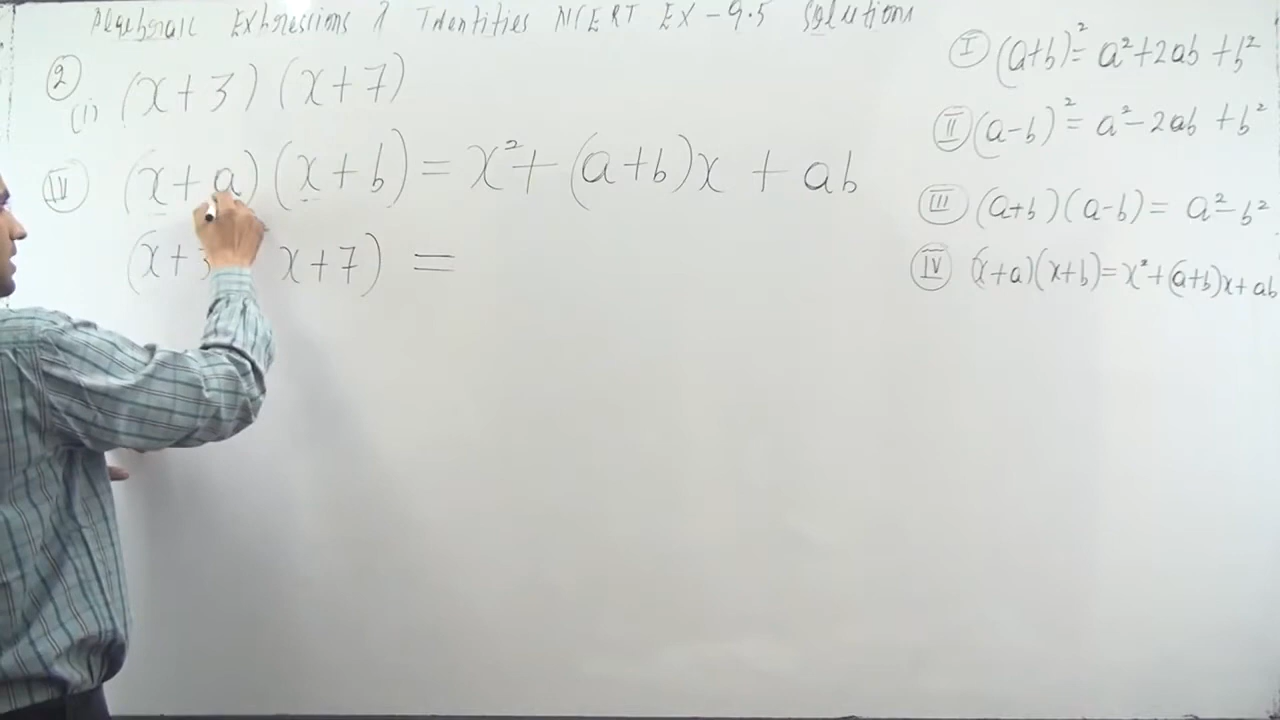 Algebraic Expressions & Identities NCERT EX-9.5 Solutions
2
(i) (x+3)(x+7)
IV (x+a)(x+b) = x²+(a+b)x + ab
(x+3 x+7) =
I (a+b)²= a²+2ab+b²
II (a-b)²= a²-2ab+b²
III (a+b)(a-b)= a²-b²
IV (x+a)(x+b)=x²+(a+b)x+ab